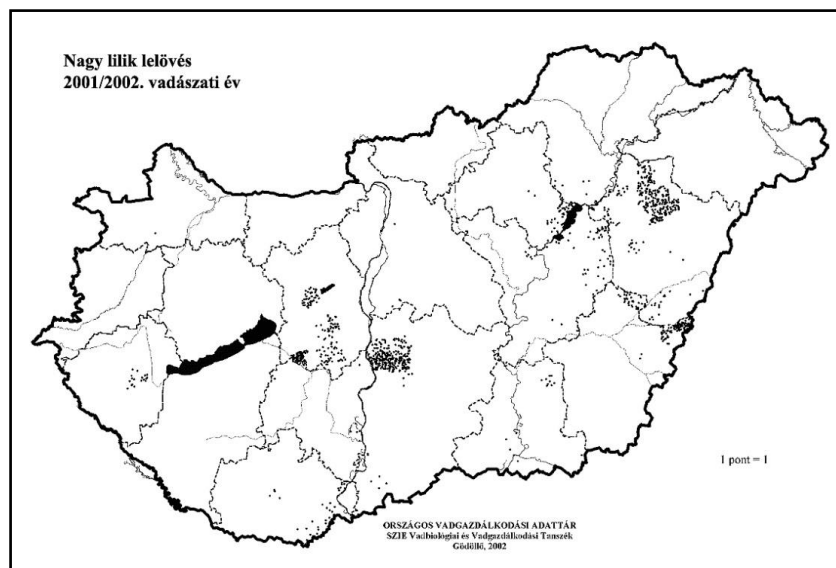 Nagy lilik lelövés
2001/2002. vadászati év
1 pont = 1
ORSZÁGOS VADGAZDÁLKODÁSI ADATTÁR
SZIE Vadbiológiai és Vadgazdálkodási Tanszék
Gödöllő, 2002